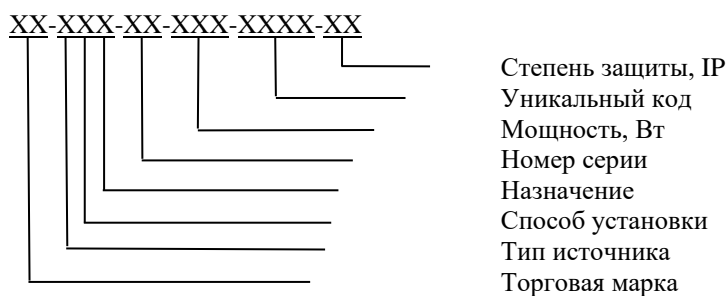 XX-XXX-XX-XXX-XXXX-XX
Степень защиты, IP
Уникальный код
Мощность, Вт
Номер серии
Назначение
Способ установки
Тип источника
Торговая марка